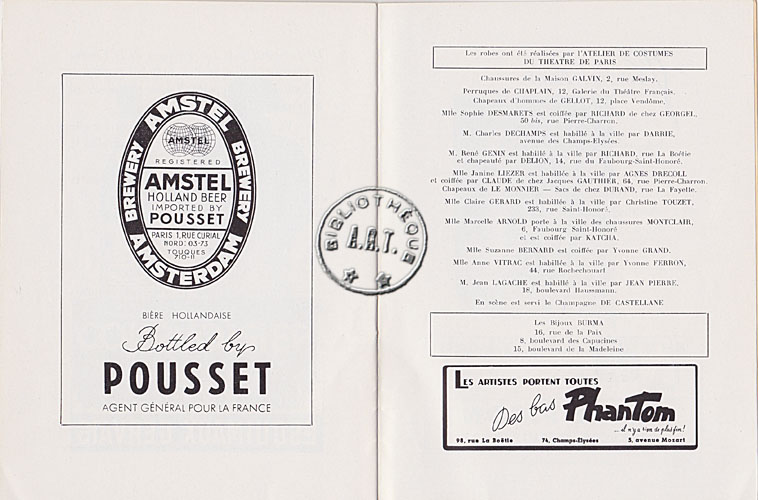 AMSTEL
BREWERY
BREWERY
AMSTERDAM
AMSTEL
REGISTERED
AMSTEL
HOLLAND BEER
IMPORTED BY
POUSSET
PARIS 1, RUE CURIAL
NORD: 03-73
TOUQUES
710-11
BIÈRE HOLLANDAISE
Bottled by
POUSSET
AGENT GÉNÉRAL POUR LA FRANCE
BIBLIOTHÈQUE
A.R.T.
Les robes ont été réalisées par l'ATELIER DE COSTUMES
DU THEATRE DE PARIS
Chaussures de la Maison GALVIN, 2, rue Meslay.
Perruques de CHAPLAIN, 12, Galerie du Théâtre Français.
Chapeaux d'hommes de GELLOT, 12, place Vendôme.
Mlle Sophie DESMARETS est coiffée par RICHARD de chez GEORGEL,
50 bis, rue Pierre-Charron.
M. Charles DECHAMPS est habillé à la ville par DARRIE,
avenue des Champs-Elysées.
M. René GENIN est habillé à la ville par RICHARD, rue La Boëtie
et chapeauté par DELION, 14, rue du Faubourg-Saint-Honoré.
Mlle Janine LIEZER est habillée à la ville par AGNES DRECOLL
et coiffée par CLAUDE de chez Jacques GAUTHIER, 64, rue Pierre-Charron.
Chapeaux de LE MONNIER — Sacs de chez DURAND, rue La Fayette.
Mlle Claire GERARD est habillée à la ville par Christine TOUZET,
233, rue Saint-Honoré.
Mlle Marcelle ARNOLD porte à la ville des chaussures MONTCLAIR,
6, Faubourg Saint-Honoré
et est coiffée par KATCHA.
Mlle Suzanne BERNARD est coiffée par Yvonne GRAND.
Mlle Anne VITRAC est habillée à la ville par Yvonne FERRON,
44, rue Rochechouart
M. Jean LAGACHE est habillé à la ville par JEAN PIERRE,
18, boulevard Haussmann.
En scène est servi le Champagne DE CASTELLANE
Les Bijoux BURMA
16, rue de la Paix
8, boulevard des Capucines
15, boulevard de la Madeleine
LES ARTISTES PORTENT TOUTES
Des bas PhanTom
... il n'y a rien de plus fin!
98, rue La Boëtie 74, Champs-Elysées 5, avenue Mozart